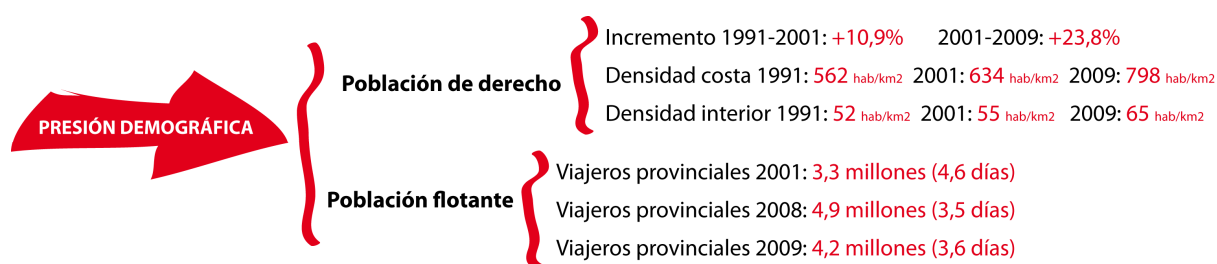 PRESIÓN DEMOGRÁFICA
Población de derecho
Incremento 1991-2001: +10,9% 2001-2009: +23,8%
Densidad costa 1991: 562 hab/km2 2001: 634 hab/km2 2009: 798 hab/km2
Densidad interior 1991: 52 hab/km2 2001: 55 hab/km2 2009: 65 hab/km2
Población flotante
Viajeros provinciales 2001: 3,3 millones (4,6 días)
Viajeros provinciales 2008: 4,9 millones (3,5 días)
Viajeros provinciales 2009: 4,2 millones (3,6 días)